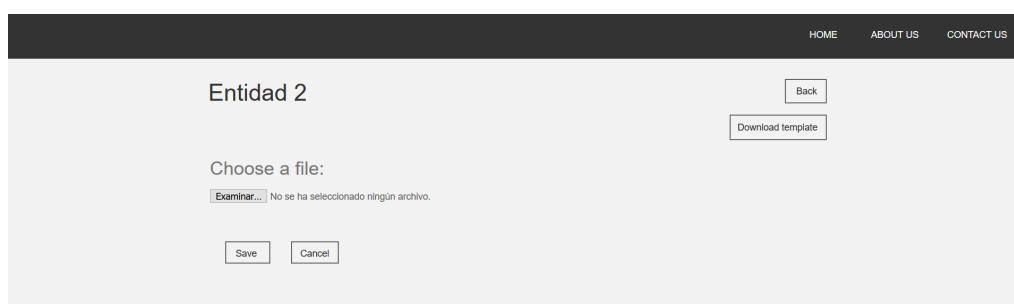 HOME ABOUT US CONTACT US
Entidad 2
Back
Download template
Choose a file:
Examinar... No se ha seleccionado ningún archivo.
Save Cancel